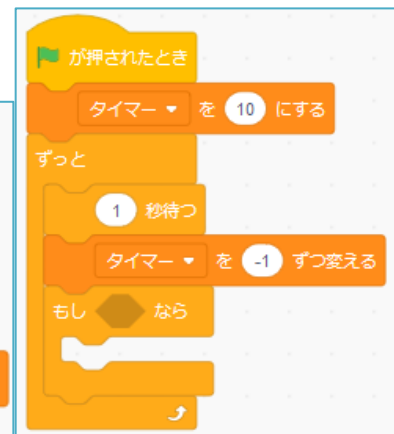 が押されたとき
タイマー を 10 にする
ずっと
1 秒待つ
タイマー を -1 ずつ変える
もし なら